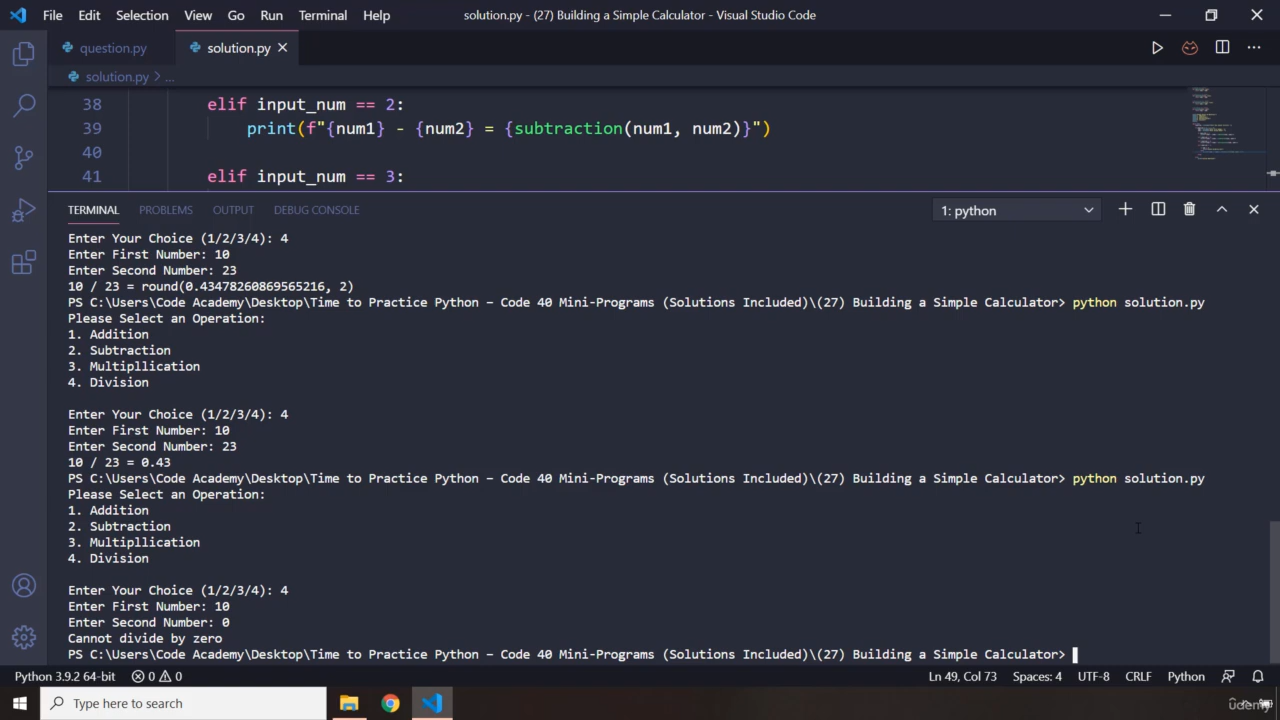 File Edit Selection View Go Run Terminal Help solution.py - (27) Building a Simple Calculator - Visual Studio Code
question.py solution.py
solution.py > ...
38 elif input_num == 2:
39 print(f"{num1} - {num2} = {subtraction(num1, num2)}")
40
41 elif input_num == 3:
TERMINAL PROBLEMS OUTPUT DEBUG CONSOLE 1: python
Enter Your Choice (1/2/3/4): 4
Enter First Number: 10
Enter Second Number: 23
10 / 23 = round(0.43478260869565216, 2)
PS C:\Users\Code Academy\Desktop\Time to Practice Python – Code 40 Mini-Programs (Solutions Included)\(27) Building a Simple Calculator> python solution.py
Please Select an Operation:
1. Addition
2. Subtraction
3. Multipllication
4. Division
Enter Your Choice (1/2/3/4): 4
Enter First Number: 10
Enter Second Number: 23
10 / 23 = 0.43
PS C:\Users\Code Academy\Desktop\Time to Practice Python – Code 40 Mini-Programs (Solutions Included)\(27) Building a Simple Calculator> python solution.py
Please Select an Operation:
1. Addition
2. Subtraction
3. Multipllication
4. Division
Enter Your Choice (1/2/3/4): 4
Enter First Number: 10
Enter Second Number: 0
Cannot divide by zero
PS C:\Users\Code Academy\Desktop\Time to Practice Python – Code 40 Mini-Programs (Solutions Included)\(27) Building a Simple Calculator>
Python 3.9.2 64-bit 0 0 Ln 49, Col 73 Spaces: 4 UTF-8 CRLF Python
Type here to search udemy